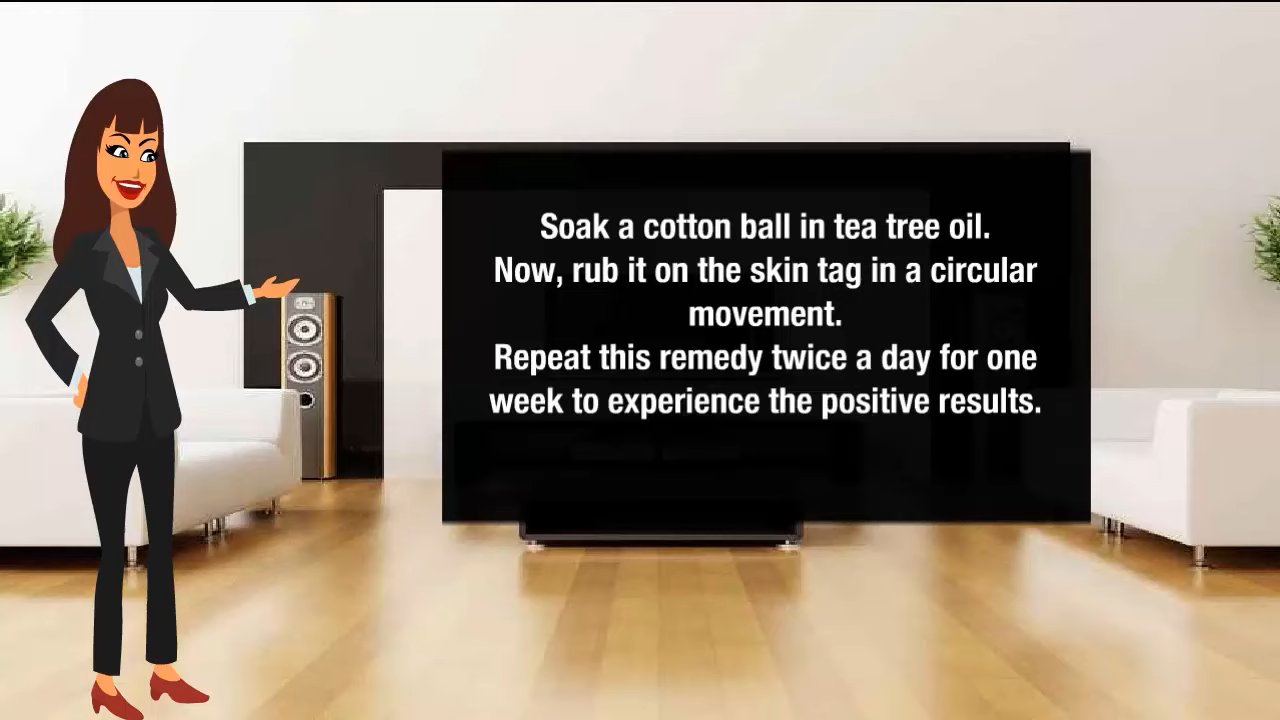 Soak a cotton ball in tea tree oil.
Now, rub it on the skin tag in a circular
movement.
Repeat this remedy twice a day for one
week to experience the positive results.